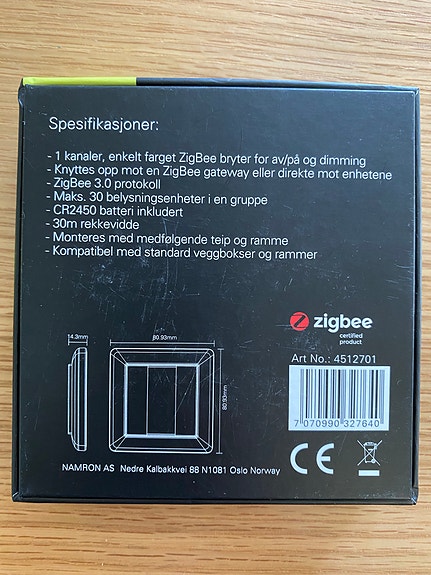 Spesifikasjoner:
- 1 kanaler, enkelt farget ZigBee bryter for av/på og dimming
- Knyttes opp mot en ZigBee gateway eller direkte mot enhetene
- ZigBee 3.0 protokoll
- Maks. 30 belysningsenheter i en gruppe
- CR2450 batteri inkludert
- 30m rekkevidde
- Monteres med medfølgende teip og ramme
- Kompatibel med standard veggbokser og rammer
zigbee
certified
product
14.3mm
80.93mm
80.93mm
Art No.: 4512701
7 070990 327640
CE
NAMRON AS Nedre Kalbakkvei 88 N1081 Oslo Norway